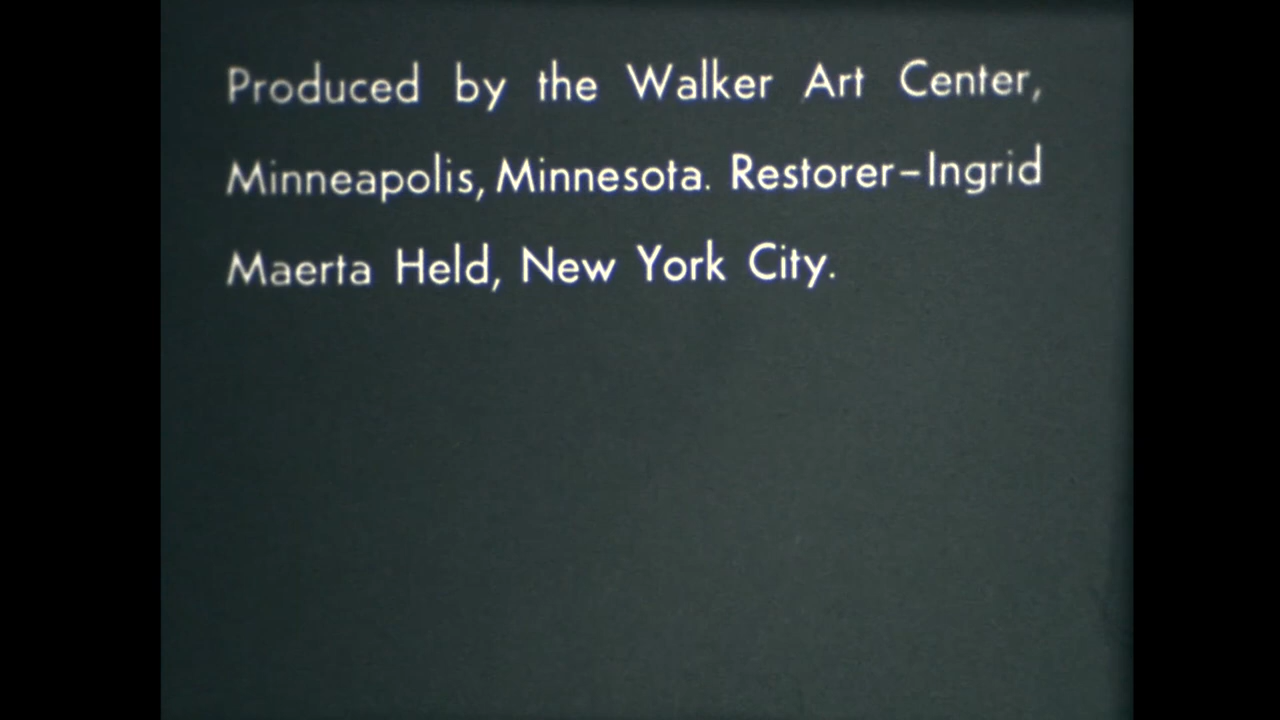 Produced by the Walker Art Center,
Minneapolis, Minnesota. Restorer–Ingrid
Maerta Held, New York City.